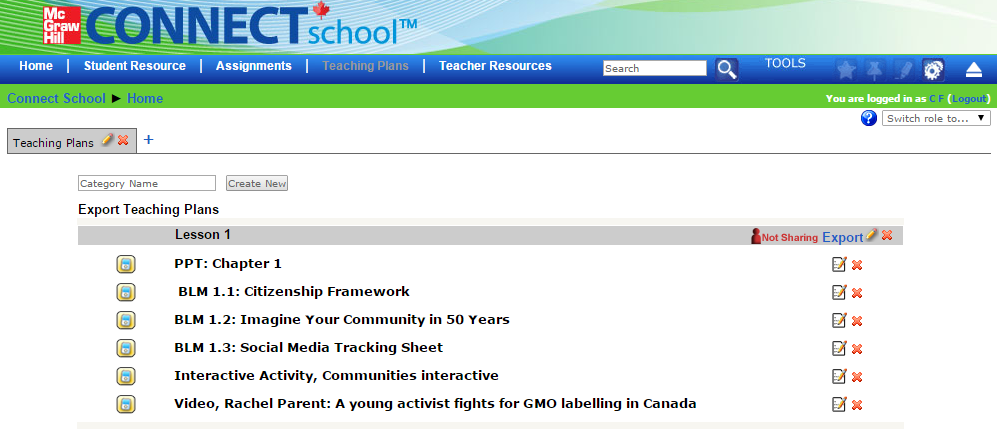 Mc Graw Hill CONNECT school™
Home | Student Resource | Assignments | Teaching Plans | Teacher Resources Search TOOLS
Connect School ► Home You are logged in as C F (Logout)
? Switch role to... ▼
Teaching Plans +
Category Name Create New
Export Teaching Plans
Lesson 1 Not Sharing Export
PPT: Chapter 1
BLM 1.1: Citizenship Framework
BLM 1.2: Imagine Your Community in 50 Years
BLM 1.3: Social Media Tracking Sheet
Interactive Activity, Communities interactive
Video, Rachel Parent: A young activist fights for GMO labelling in Canada